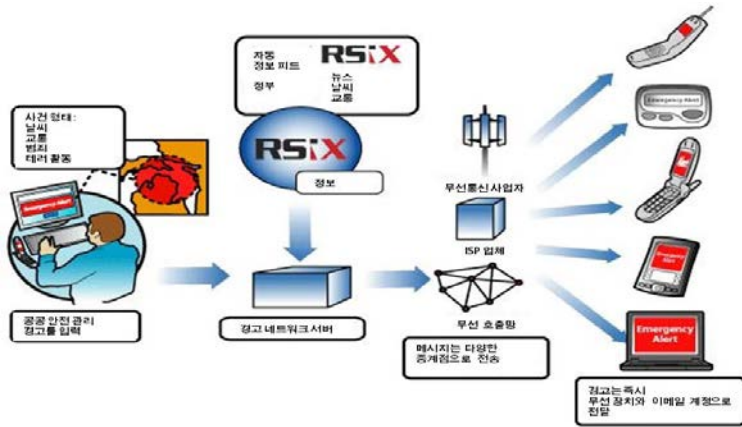 사건 형태:
날씨
교통
범죄
테러 활동
Emergency Alert
공공 안전 관리
경고를 입력
자동
정보 피드
RSiX
정부
뉴스
날씨
교통
RSiX
정보
경고 네트워크 서버
무선통신 사업자
ISP 업체
무선 호출망
메시지는 다양한
중계점으로 전송
Emergency Alert
Emergency
Alert
Emergency
Alert
경고는 즉시
무선 장치와 이메일 계정으로
전달